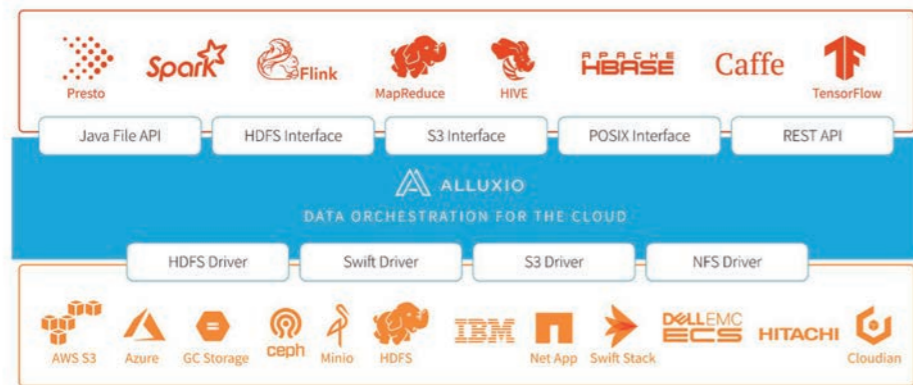 Presto
Spark
Flink
MapReduce
HIVE
APACHE
HBASE
Caffe
TensorFlow
Java File API
HDFS Interface
S3 Interface
POSIX Interface
REST API
ALLUXIO
DATA ORCHESTRATION FOR THE CLOUD
HDFS Driver
Swift Driver
S3 Driver
NFS Driver
AWS S3
Azure
GC Storage
ceph
Minio
HDFS
IBM
Net App
Swift Stack
DELLEMC
ECS
HITACHI
Cloudian